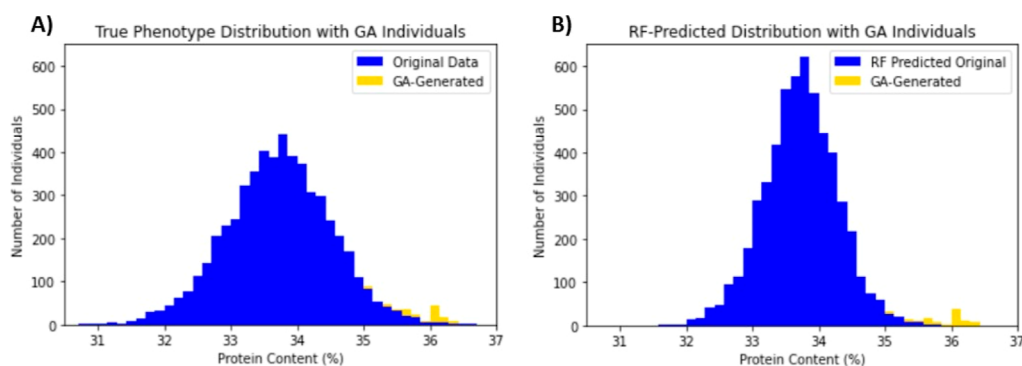 A)
True Phenotype Distribution with GA Individuals
Original Data
GA-Generated
Number of Individuals
600
500
400
300
200
100
0
31
32
33
34
35
36
37
Protein Content (%)
B)
RF-Predicted Distribution with GA Individuals
RF Predicted Original
GA-Generated
Number of Individuals
600
500
400
300
200
100
0
31
32
33
34
35
36
37
Protein Content (%)